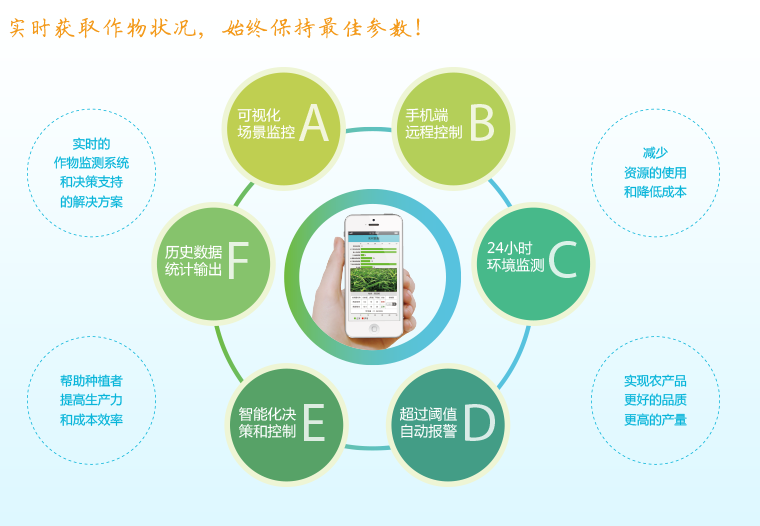 实时获取作物状况，始终保持最佳参数！
可视化
场景监控
A
手机端
远程控制
B
实时的
作物监测系统
和决策支持
的解决方案
减少
资源的使用
和降低成本
历史数据
统计输出
F
24小时
环境监测
C
帮助种植者
提高生产力
和成本效率
实现农产品
更好的品质
更高的产量
智能化决
策和控制
E
超过阈值
自动报警
D